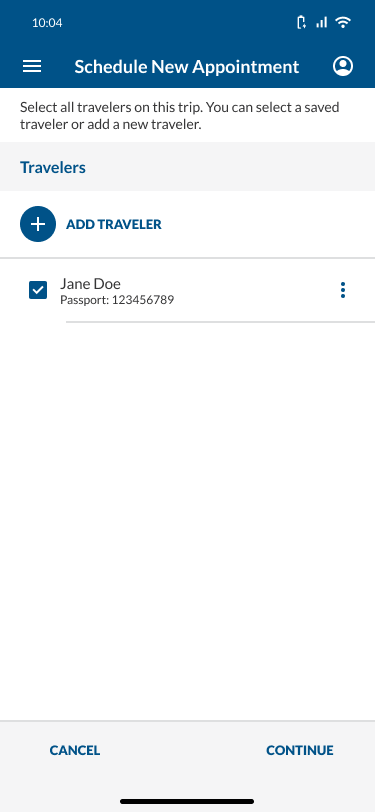 10:04
Schedule New Appointment
Select all travelers on this trip. You can select a saved
traveler or add a new traveler.
Travelers
ADD TRAVELER
Jane Doe
Passport: 123456789
CANCEL
CONTINUE